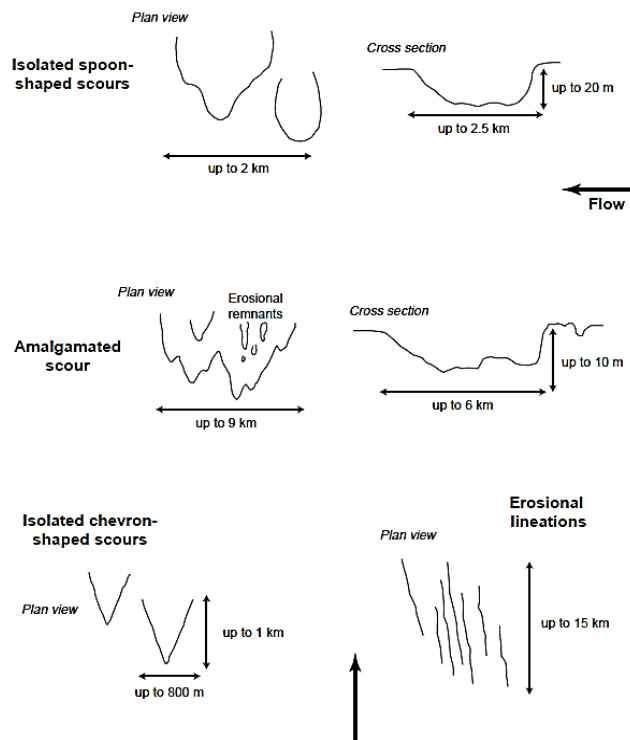 Plan view
Isolated spoon-
shaped scours
up to 2 km
Cross section
up to 20 m
up to 2.5 km
Flow
Plan view
Erosional
remnants
Amalgamated
scour
up to 9 km
Cross section
up to 10 m
up to 6 km
Isolated chevron-
shaped scours
Plan view
up to 1 km
up to 800 m
Erosional
lineations
Plan view
up to 15 km